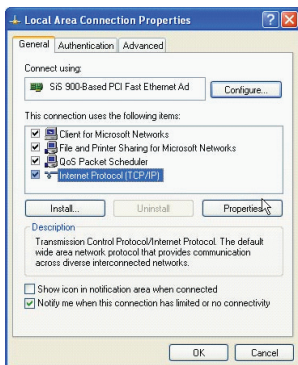 Local Area Connection Properties
General Authentication Advanced
Connect using:
SiS 900-Based PCI Fast Ethernet Ad
Configure...
This connection uses the following items:
Client for Microsoft Networks
File and Printer Sharing for Microsoft Networks
QoS Packet Scheduler
Internet Protocol (TCP/IP)
Install... Uninstall Properties
Description
Transmission Control Protocol/Internet Protocol. The default
wide area network protocol that provides communication
across diverse interconnected networks.
Show icon in notification area when connected
Notify me when this connection has limited or no connectivity
OK Cancel